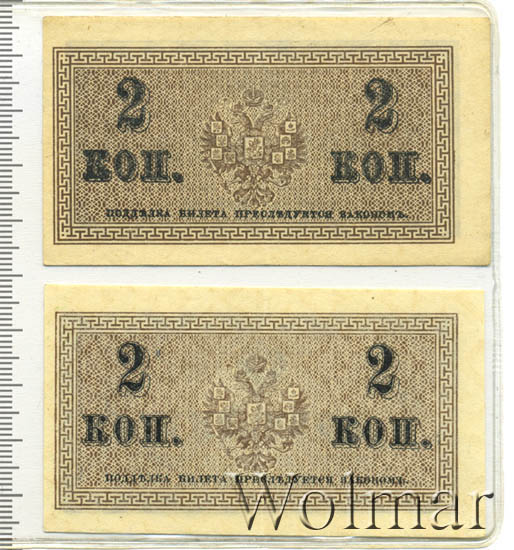 2 2
КОП. КОП.
ПОДДѢЛКА БИЛЕТА ПРЕСЛѢДУЕТСЯ ЗАКОНОМЪ.
2 2
КОП. КОП.
ПОДДѢЛКА БИЛЕТА ПРЕСЛѢДУЕТСЯ ЗАКОНОМЪ.
Wolmar